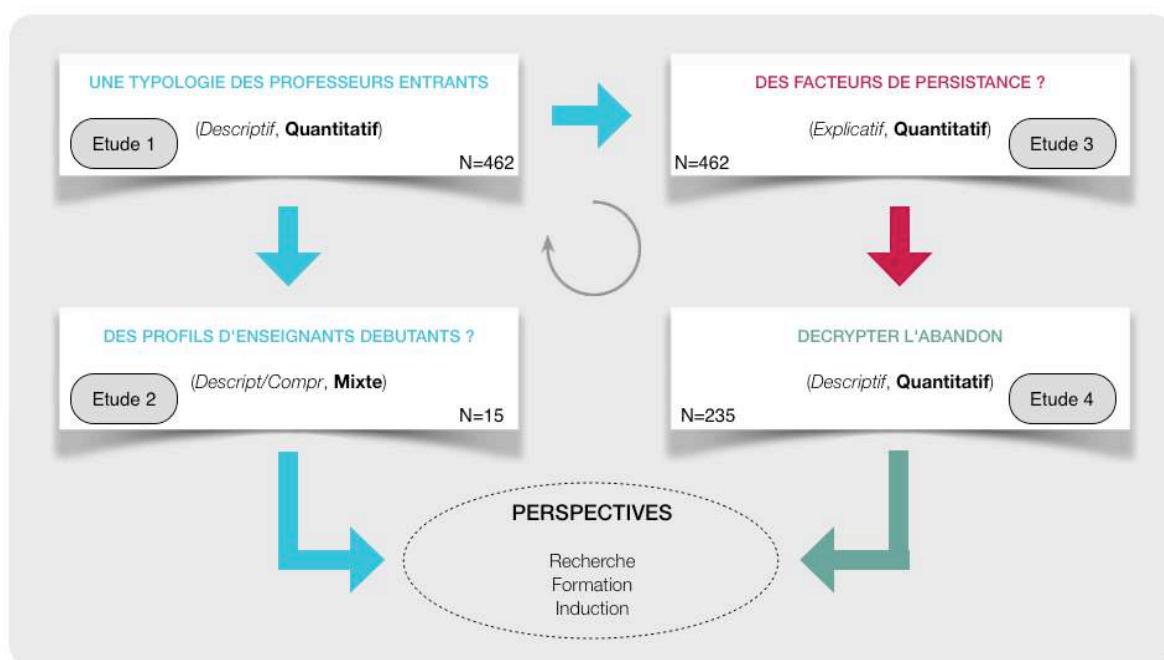 UNE TYPOLOGIE DES PROFESSEURS ENTRANTS
(Descriptif, Quantitatif)
Etude 1
N=462
DES FACTEURS DE PERSISTANCE ?
(Explicatif, Quantitatif)
Etude 3
N=462
DES PROFILS D'ENSEIGNANTS DEBUTANTS ?
(Descript/Compr, Mixte)
Etude 2
N=15
DECRYPTER L'ABANDON
(Descriptif, Quantitatif)
Etude 4
N=235
PERSPECTIVES
Recherche
Formation
Induction